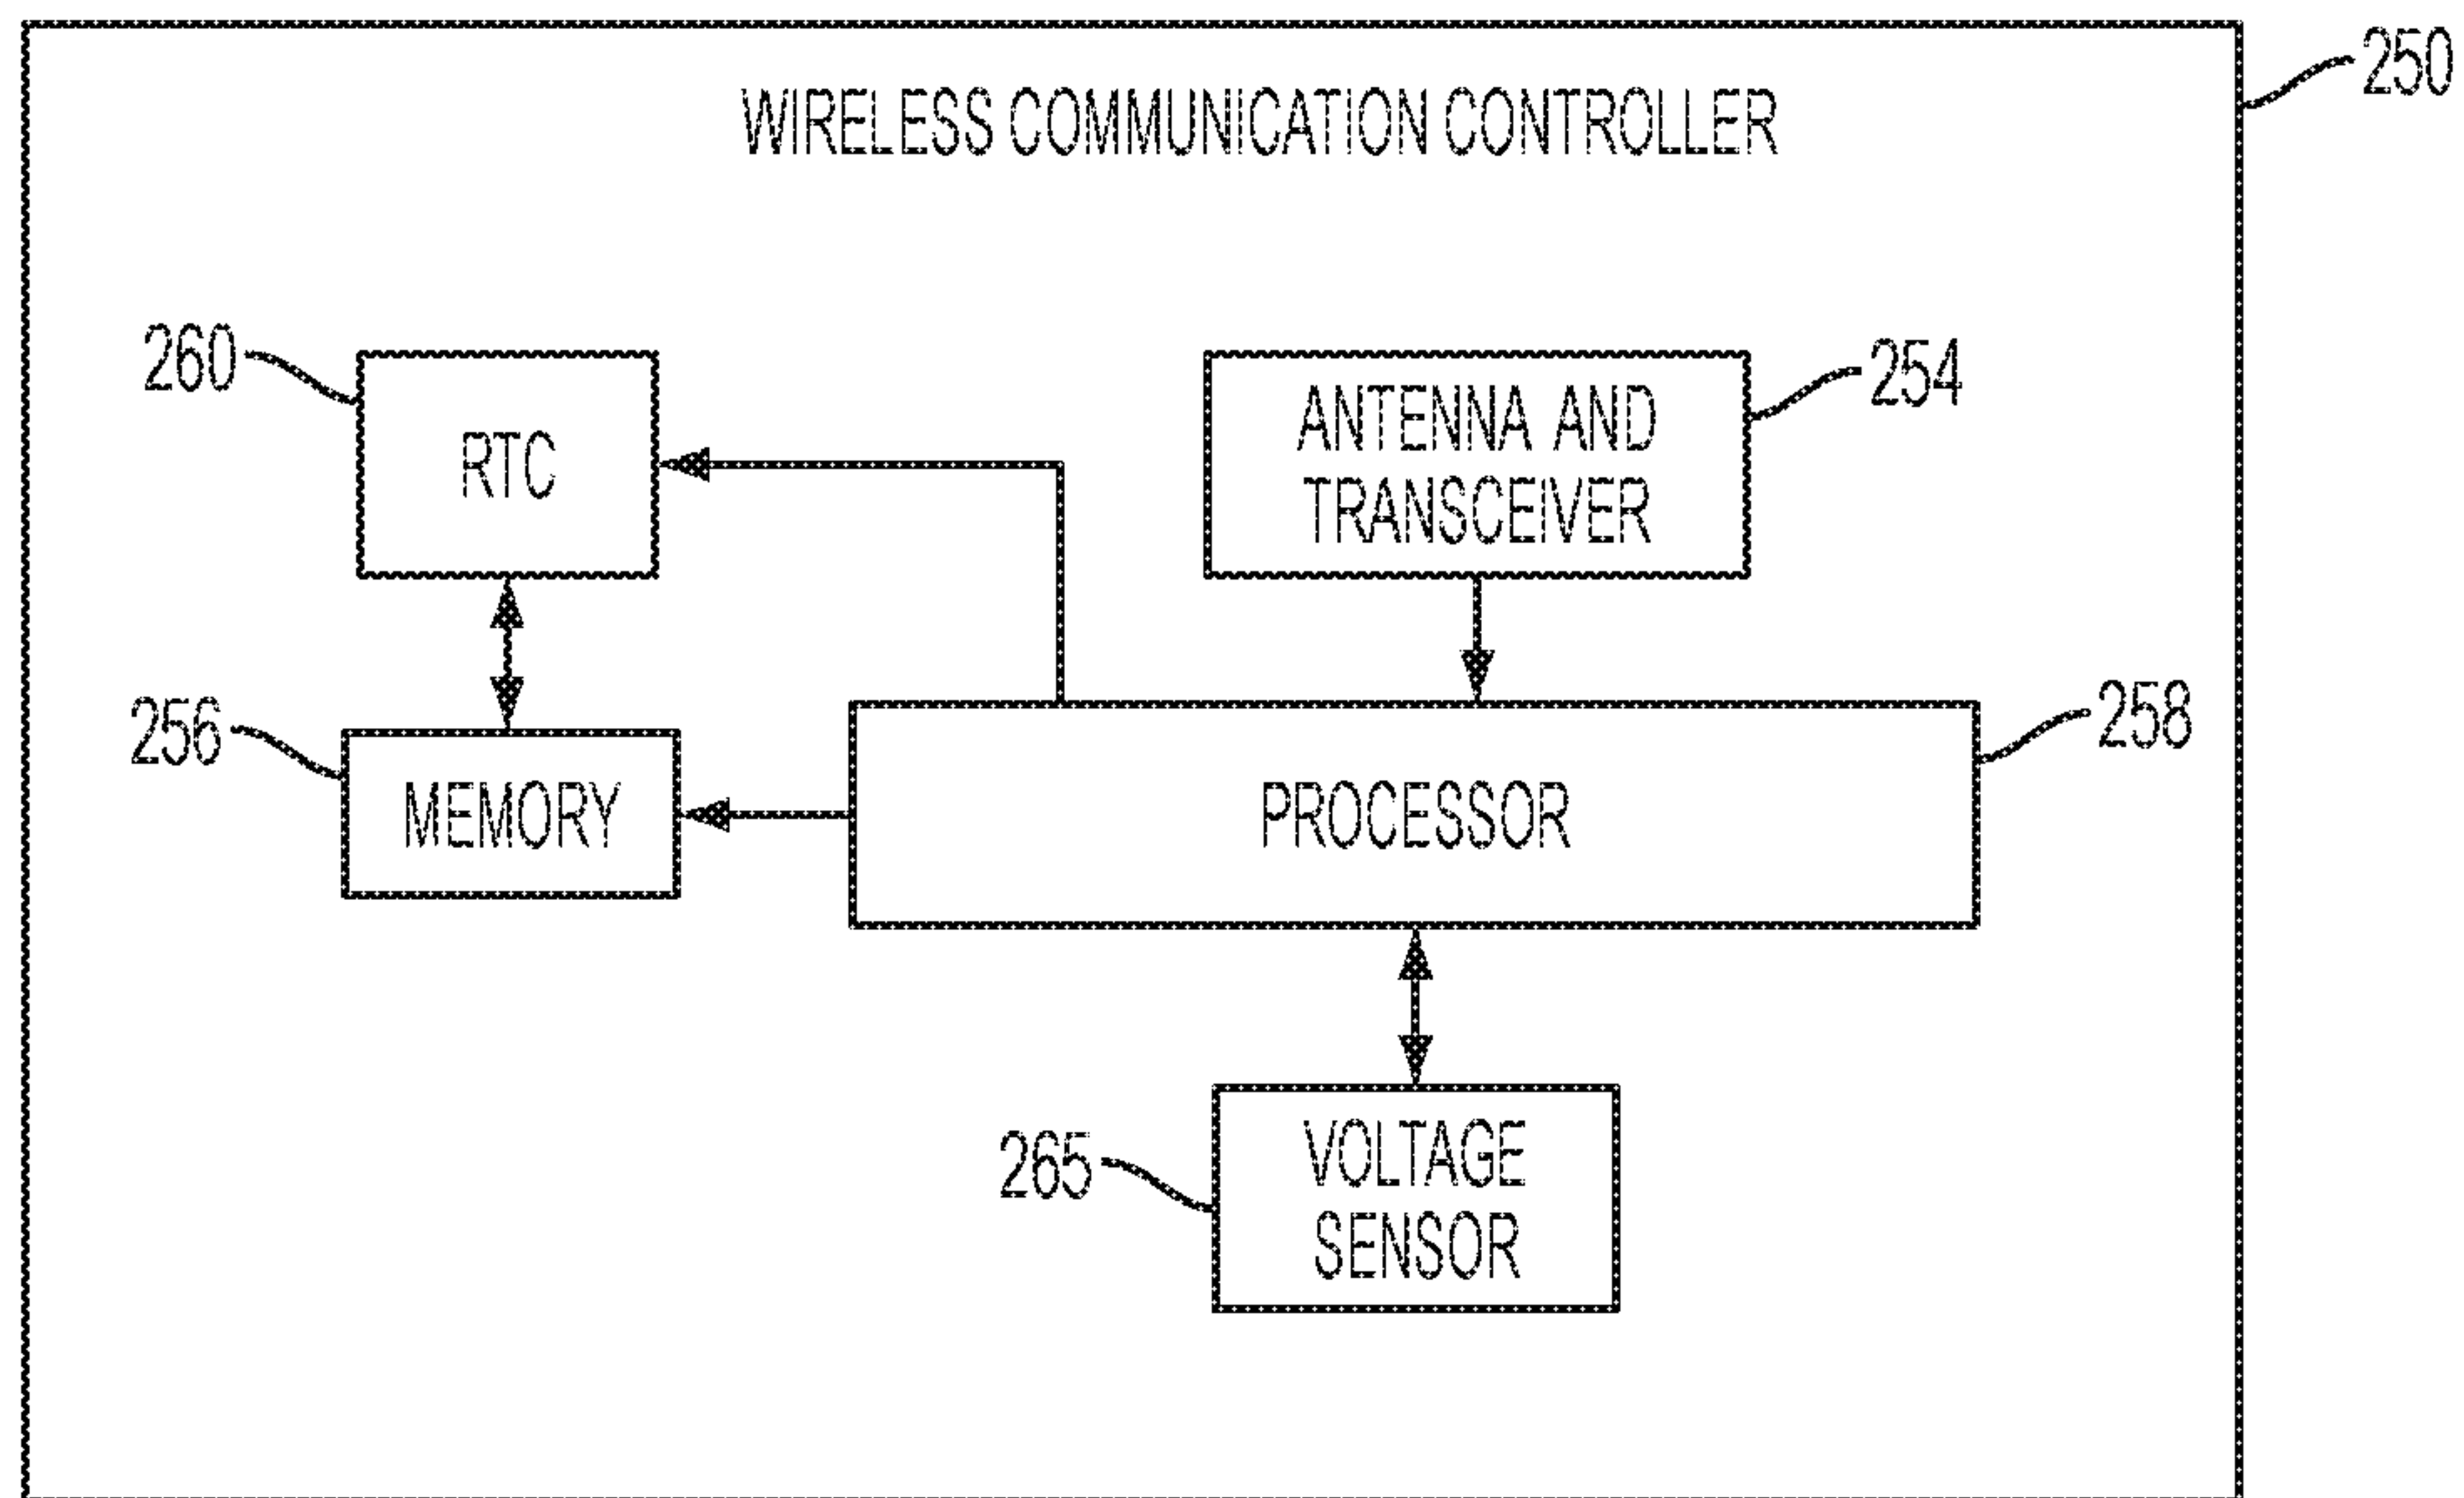 250
WIRELESS COMMUNICATION CONTROLLER
260
RTC
ANTENNA AND
TRANSCEIVER
254
256
MEMORY
PROCESSOR
258
265
VOLTAGE
SENSOR